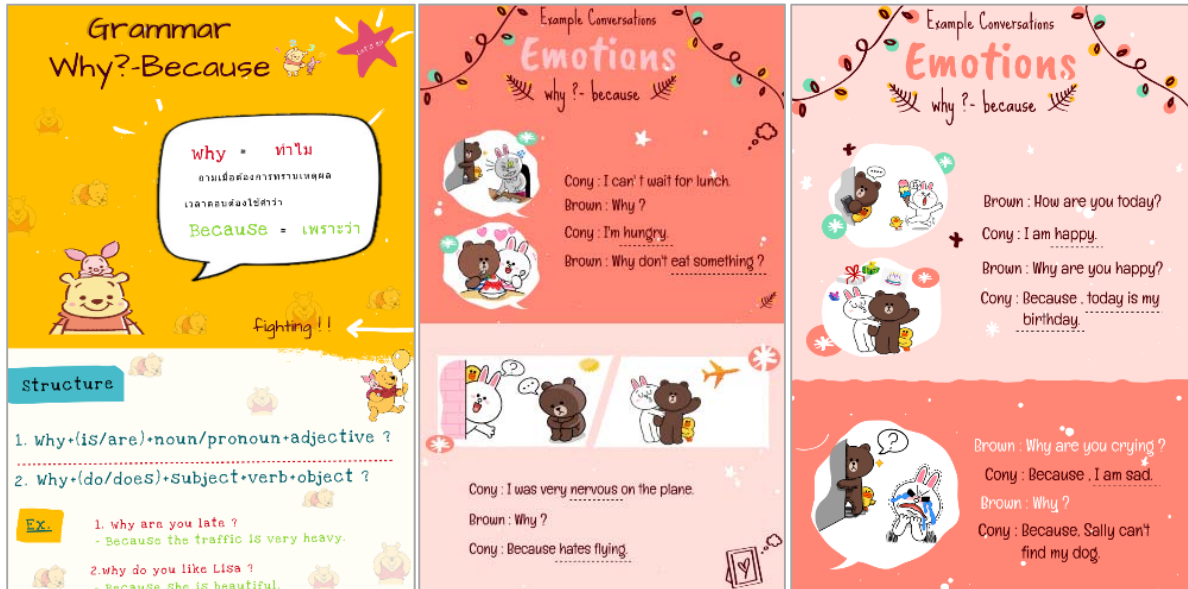 Grammar
Why?-Because
Let's go
why = ทำไม
ถามเมื่อต้องการทราบเหตุผล
เวลาตอบต้องใช้คำว่า
Because = เพราะว่า
fighting ! !
Structure
1. Why+(is/are)+noun/pronoun+adjective ?
2. Why+(do/does)+subject+verb+object ?
Ex.
1. why are you late ?
- Because the traffic is very heavy.
2.why do you like Lisa ?
- Because she is beautiful.
Example Conversations
Emotions
why ?- because
Cony : I can' t wait for lunch.
Brown : Why ?
Cony : I'm hungry.
Brown : Why don't eat something ?
Cony : I was very nervous on the plane.
Brown : Why ?
Cony : Because hates flying.
Example Conversations
Emotions
why ?- because
Brown : How are you today?
Cony : I am happy.
Brown : Why are you happy?
Cony : Because , today is my
birthday.
Brown : Why are you crying ?
Cony : Because , I am sad.
Brown : Why ?
Cony : Because, Sally can't
find my dog.